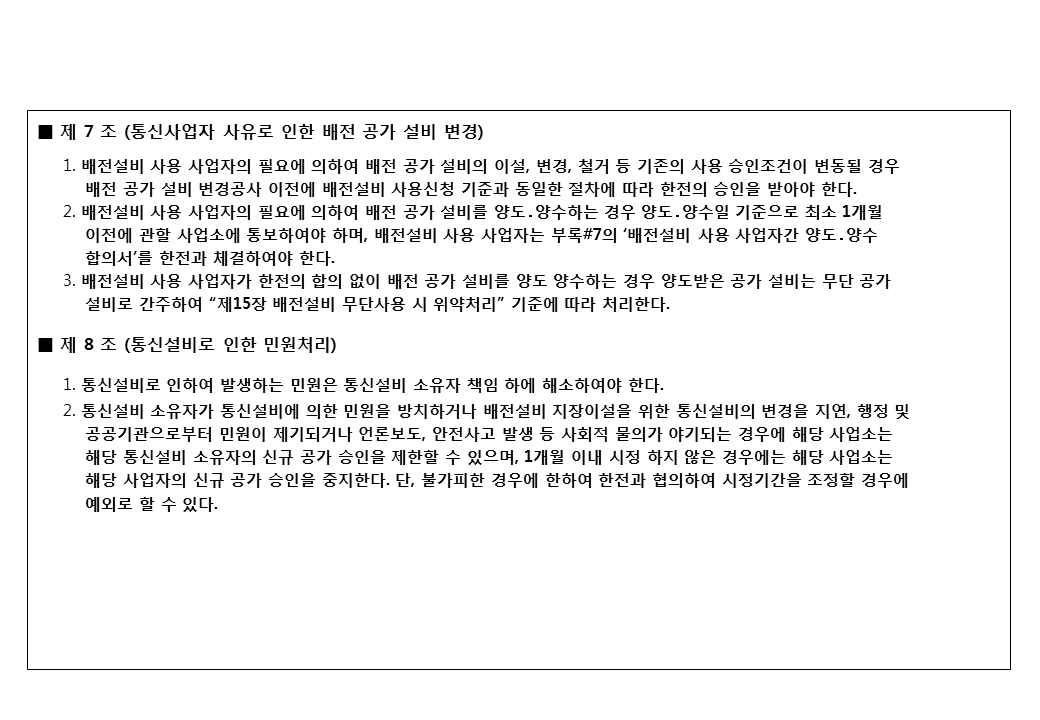 ■ 제 7 조 (통신사업자 사유로 인한 배전 공가 설비 변경)
1. 배전설비 사용 사업자의 필요에 의하여 배전 공가 설비의 이설, 변경, 철거 등 기존의 사용 승인조건이 변동될 경우
배전 공가 설비 변경공사 이전에 배전설비 사용신청 기준과 동일한 절차에 따라 한전의 승인을 받아야 한다.
2. 배전설비 사용 사업자의 필요에 의하여 배전 공가 설비를 양도.양수하는 경우 양도.양수일 기준으로 최소 1개월
이전에 관할 사업소에 통보하여야 하며, 배전설비 사용 사업자는 부록#7의 ‘배전설비 사용 사업자간 양도.양수
합의서’를 한전과 체결하여야 한다.
3. 배전설비 사용 사업자가 한전의 합의 없이 배전 공가 설비를 양도 양수하는 경우 양도받은 공가 설비는 무단 공가
설비로 간주하여 “제15장 배전설비 무단사용 시 위약처리” 기준에 따라 처리한다.
■ 제 8 조 (통신설비로 인한 민원처리)
1. 통신설비로 인하여 발생하는 민원은 통신설비 소유자 책임 하에 해소하여야 한다.
2. 통신설비 소유자가 통신설비에 의한 민원을 방치하거나 배전설비 지장이설을 위한 통신설비의 변경을 지연, 행정 및
공공기관으로부터 민원이 제기되거나 언론보도, 안전사고 발생 등 사회적 물의가 야기되는 경우에 해당 사업소는
해당 통신설비 소유자의 신규 공가 승인을 제한할 수 있으며, 1개월 이내 시정 하지 않은 경우에는 해당 사업소는
해당 사업자의 신규 공가 승인을 중지한다. 단, 불가피한 경우에 한하여 한전과 협의하여 시정기간을 조정할 경우에
예외로 할 수 있다.